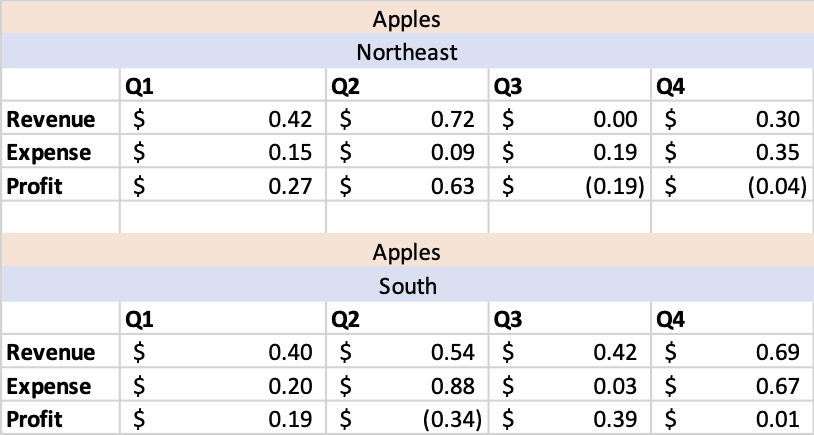 Apples
Northeast
Q1 Q2 Q3 Q4
Revenue $ 0.42 $ 0.72 $ 0.00 $ 0.30
Expense $ 0.15 $ 0.09 $ 0.19 $ 0.35
Profit $ 0.27 $ 0.63 $ (0.19) $ (0.04)
Apples
South
Q1 Q2 Q3 Q4
Revenue $ 0.40 $ 0.54 $ 0.42 $ 0.69
Expense $ 0.20 $ 0.88 $ 0.03 $ 0.67
Profit $ 0.19 $ (0.34) $ 0.39 $ 0.01